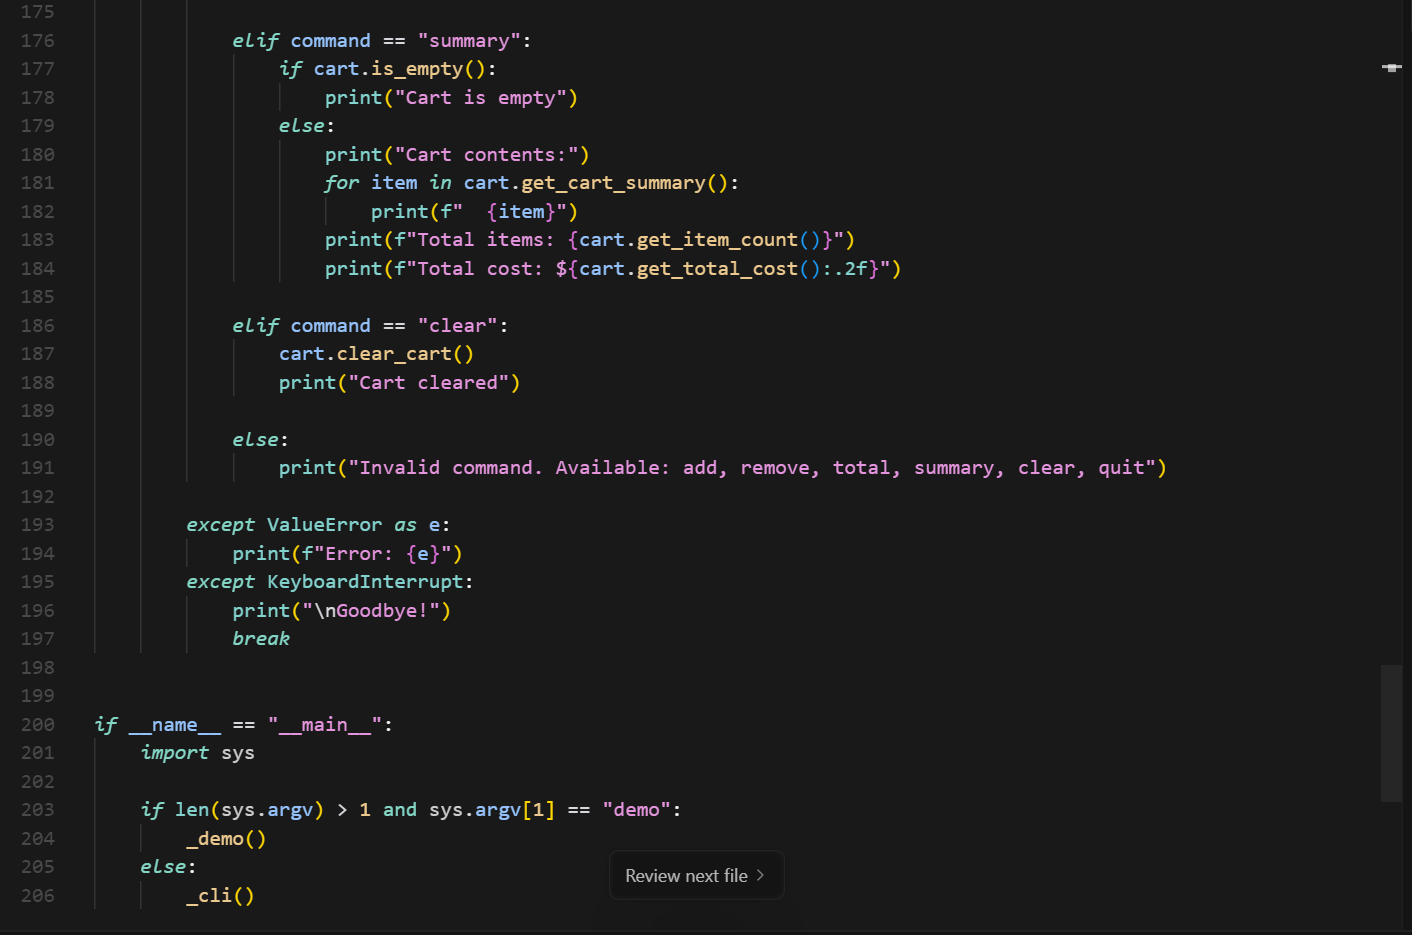 175
176 elif command == "summary":
177 if cart.is_empty():
178 print("Cart is empty")
179 else:
180 print("Cart contents:")
181 for item in cart.get_cart_summary():
182 print(f"  {item}")
183 print(f"Total items: {cart.get_item_count()}")
184 print(f"Total cost: ${cart.get_total_cost():.2f}")
185
186 elif command == "clear":
187 cart.clear_cart()
188 print("Cart cleared")
189
190 else:
191 print("Invalid command. Available: add, remove, total, summary, clear, quit")
192
193 except ValueError as e:
194 print(f"Error: {e}")
195 except KeyboardInterrupt:
196 print("\nGoodbye!")
197 break
198
199
200 if __name__ == "__main__":
201 import sys
202
203 if len(sys.argv) > 1 and sys.argv[1] == "demo":
204 _demo()
205 else:
Review next file >
206 _cli()